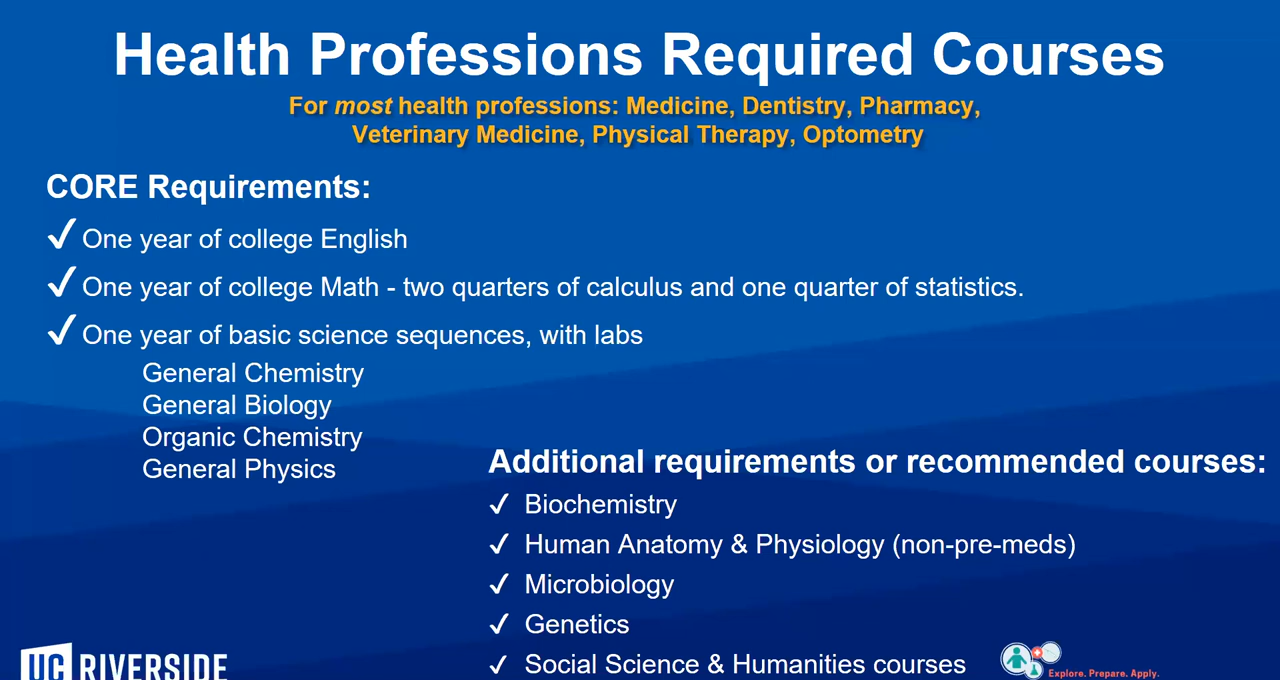 Health Professions Required Courses
For most health professions: Medicine, Dentistry, Pharmacy,
Veterinary Medicine, Physical Therapy, Optometry
CORE Requirements:
✓ One year of college English
✓ One year of college Math - two quarters of calculus and one quarter of statistics.
✓ One year of basic science sequences, with labs
General Chemistry
General Biology
Organic Chemistry
General Physics
Additional requirements or recommended courses:
✓ Biochemistry
✓ Human Anatomy & Physiology (non-pre-meds)
✓ Microbiology
✓ Genetics
✓ Social Science & Humanities courses
UC RIVERSIDE
Explore. Prepare. Apply.